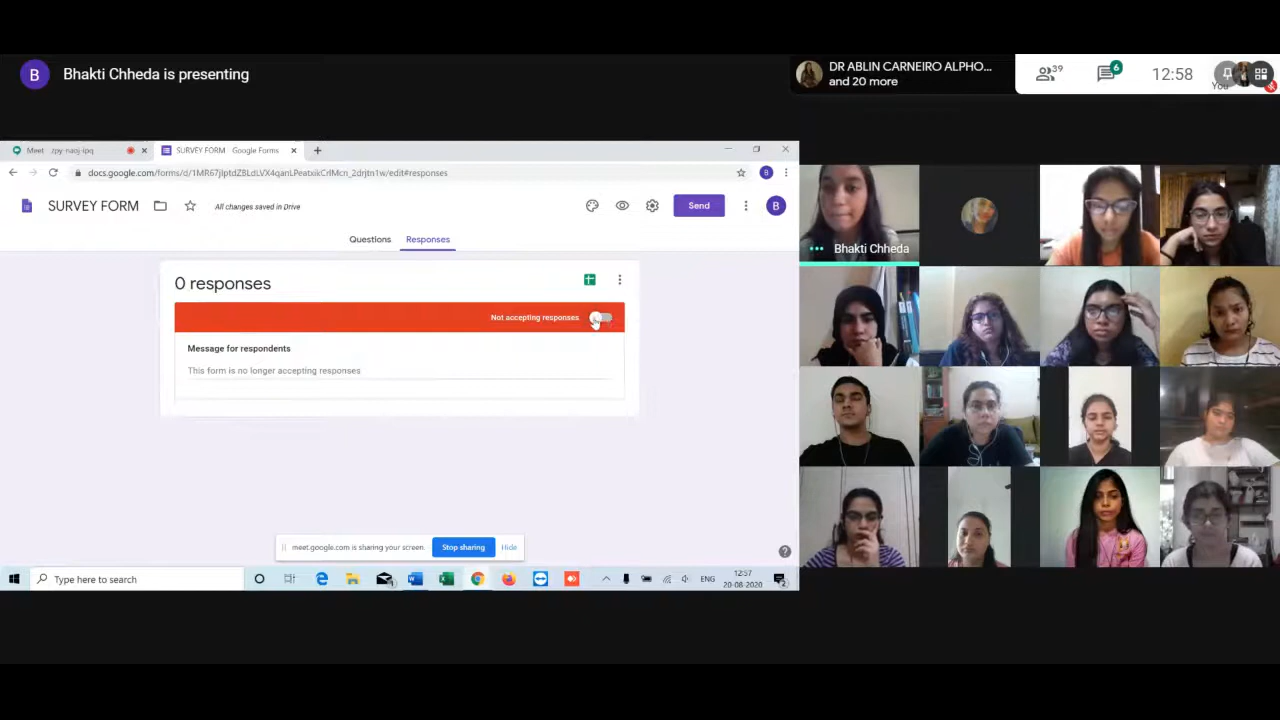 B
Bhakti Chheda is presenting
DR ABLIN CARNEIRO ALPHO...
and 20 more
39
6
12:58
You
Meet
SURVEY FORM - Google Forms
SURVEY FORM
All changes saved in Drive
Send
B
Questions
Responses
0 responses
Not accepting responses
Message for respondents
This form is no longer accepting responses
Bhakti Chheda
meet.google.com is sharing your screen.
Stop sharing
Hide
Type here to search
ENG
12:57
20-08-2020